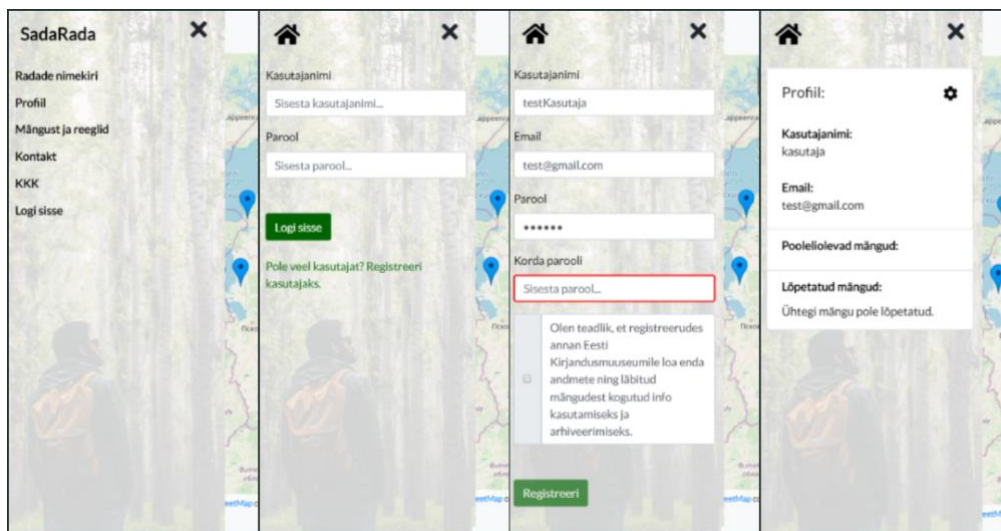 SadaRada
Radade nimekiri
Profiil
Mängust ja reeglid
Kontakt
KKK
Logi sisse
Kasutajanimi
Sisesta kasutajanimi...
Parool
Sisesta parool...
Logi sisse
Pole veel kasutajat? Registreeri
kasutajaks.
Kasutajanimi
testKasutaja
Email
test@gmail.com
Parool
Korda parooli
Sisesta parool...
Olen teadlik, et registreerudes
annan Eesti
Kirjandusmuuseumile loa enda
andmete ning läbitud
mängudest kogutud info
kasutamiseks ja
arhiveerimiseks.
Registreeri
Profiil:
Kasutajanimi:
kasutaja
Email:
test@gmail.com
Pooleliolevad mängud:
Lõpetatud mängud:
Ühtegi mängu pole lõpetatud.